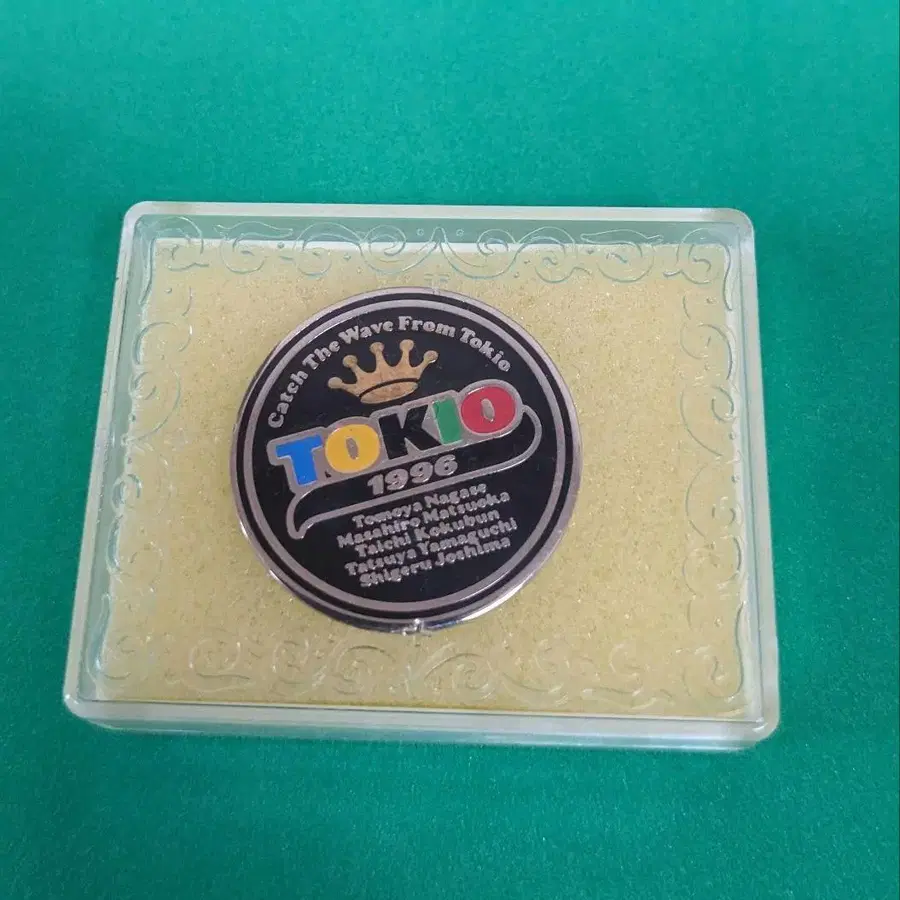 Catch The Wave From Tokio
TOKIO
1996
Tomoya Nagase
Masahiro Matsuoka
Taichi Kokubun
Tatsuya Yamaguchi
Shigeru Joshima